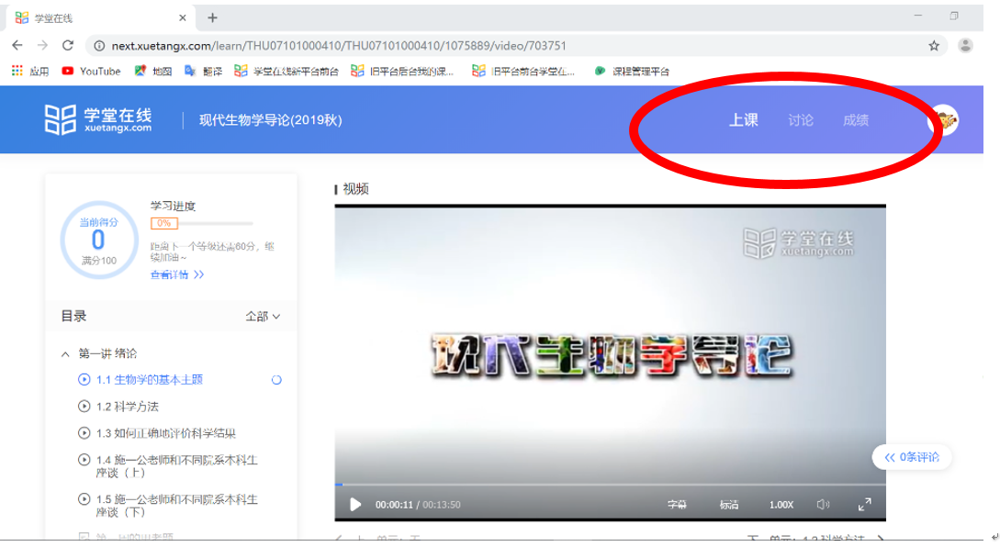 学堂在线
next.xuetangx.com/learn/THU07101000410/THU07101000410/1075889/video/703751
应用 YouTube 地图 翻译 学堂在线新平台前台 旧平台后台我的课... 旧平台前台学堂在... 课程管理平台
学堂在线
xuetangx.com
现代生物学导论(2019秋)
上课 讨论 成绩
当前得分
0
满分100
学习进度
0%
距离下一个等级还需60分，继
续加油~
查看详情 >>
目录
全部
第一讲 绪论
1.1 生物学的基本主题
1.2 科学方法
1.3 如何正确地评价科学结果
1.4 施一公老师和不同院系本科生
座谈（上）
1.5 施一公老师和不同院系本科生
座谈（下）
视频
学堂在线
xuetangx.com
现代生物学导论
00:00:11 / 00:13:50
字幕 标清 1.00X
0条评论
上一单元：无
下一单元：1.2 科学方法